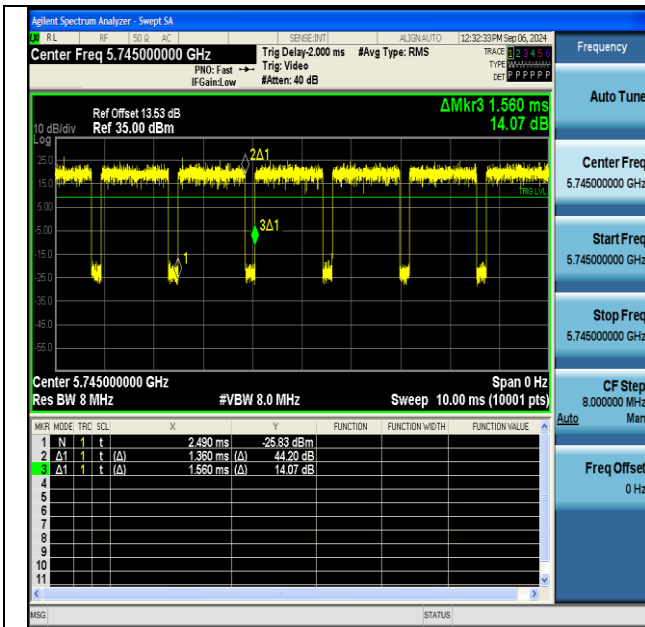 Agilent Spectrum Analyzer - Swept SA
RL RF 50 Ω AC SENSE:INT ALIGN AUTO 12:32:33PM Sep 06, 2024
Center Freq 5.745000000 GHz Trig Delay-2.000 ms #Avg Type: RMS TRACE 1 2 3 4 5 6
PNO: Fast Trig: Video TYPE
IFGain:Low #Atten: 40 dB DET P P P P P P
Frequency
ΔMkr3 1.560 ms
14.07 dB
Ref Offset 13.53 dB
10 dB/div Ref 35.00 dBm
Log
25.0
15.0
5.00
-5.00
-15.0
-25.0
-35.0
-45.0
-55.0
2Δ1
TRIG LVL
3Δ1
1
Center 5.745000000 GHz Span 0 Hz
Res BW 8 MHz #VBW 8.0 MHz Sweep 10.00 ms (10001 pts)
MKR MODE TRC SCL X Y FUNCTION FUNCTION WIDTH FUNCTION VALUE
1 N 1 t 2.490 ms -25.83 dBm
2 Δ1 1 t (Δ) 1.360 ms (Δ) 44.20 dB
3 Δ1 1 t (Δ) 1.560 ms (Δ) 14.07 dB
4
5
6
7
8
9
10
11
MSG STATUS
Auto Tune
Center Freq
5.745000000 GHz
Start Freq
5.745000000 GHz
Stop Freq
5.745000000 GHz
CF Step
8.000000 MHz
Auto Man
Freq Offset
0 Hz